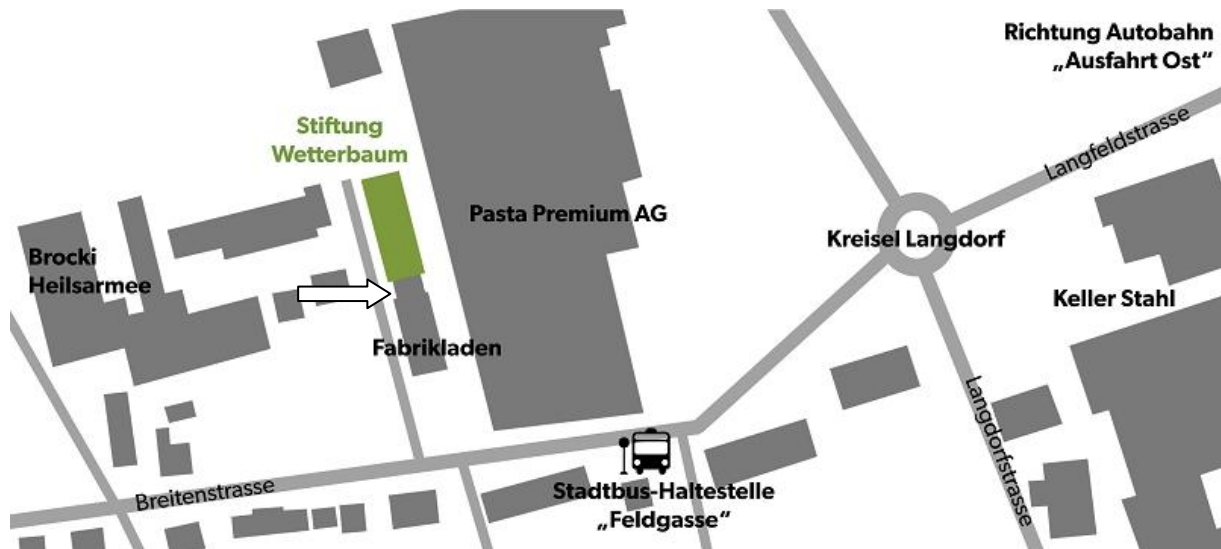 Richtung Autobahn
„Ausfahrt Ost“
Langfeldstrasse
Stiftung
Wetterbaum
Pasta Premium AG
Kreisel Langdorf
Brocki
Heilsarmee
Keller Stahl
Fabrikladen
Langdorfstrasse
Breitenstrasse
Stadtbus-Haltestelle
„Feldgasse“